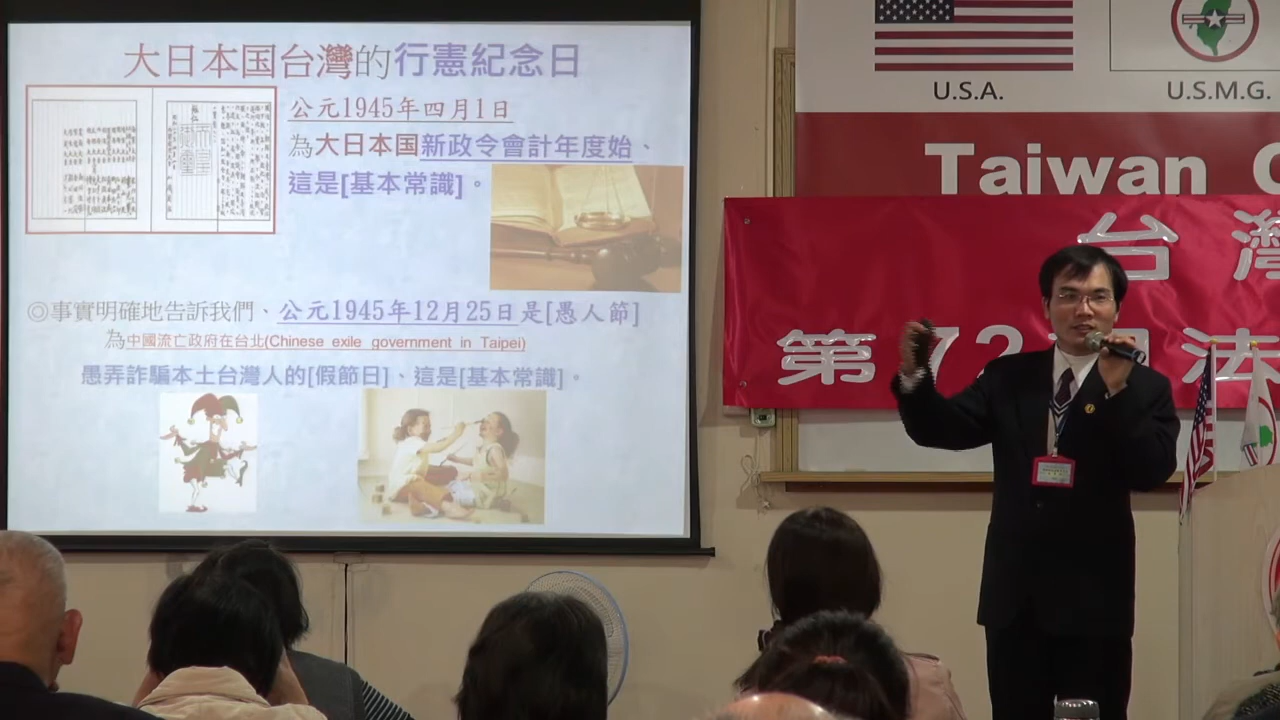 大日本国台灣的行憲紀念日
公元1945年四月1日
為大日本国新政令會計年度始、
這是[基本常識]。
◎事實明確地告訴我們、公元1945年12月25日是[愚人節]
為中國流亡政府在台北(Chinese exile government in Taipei)
愚弄詐騙本土台灣人的[假節日]、這是[基本常識]。
U.S.A.
U.S.M.G.
Taiwan
台灣
第72期法